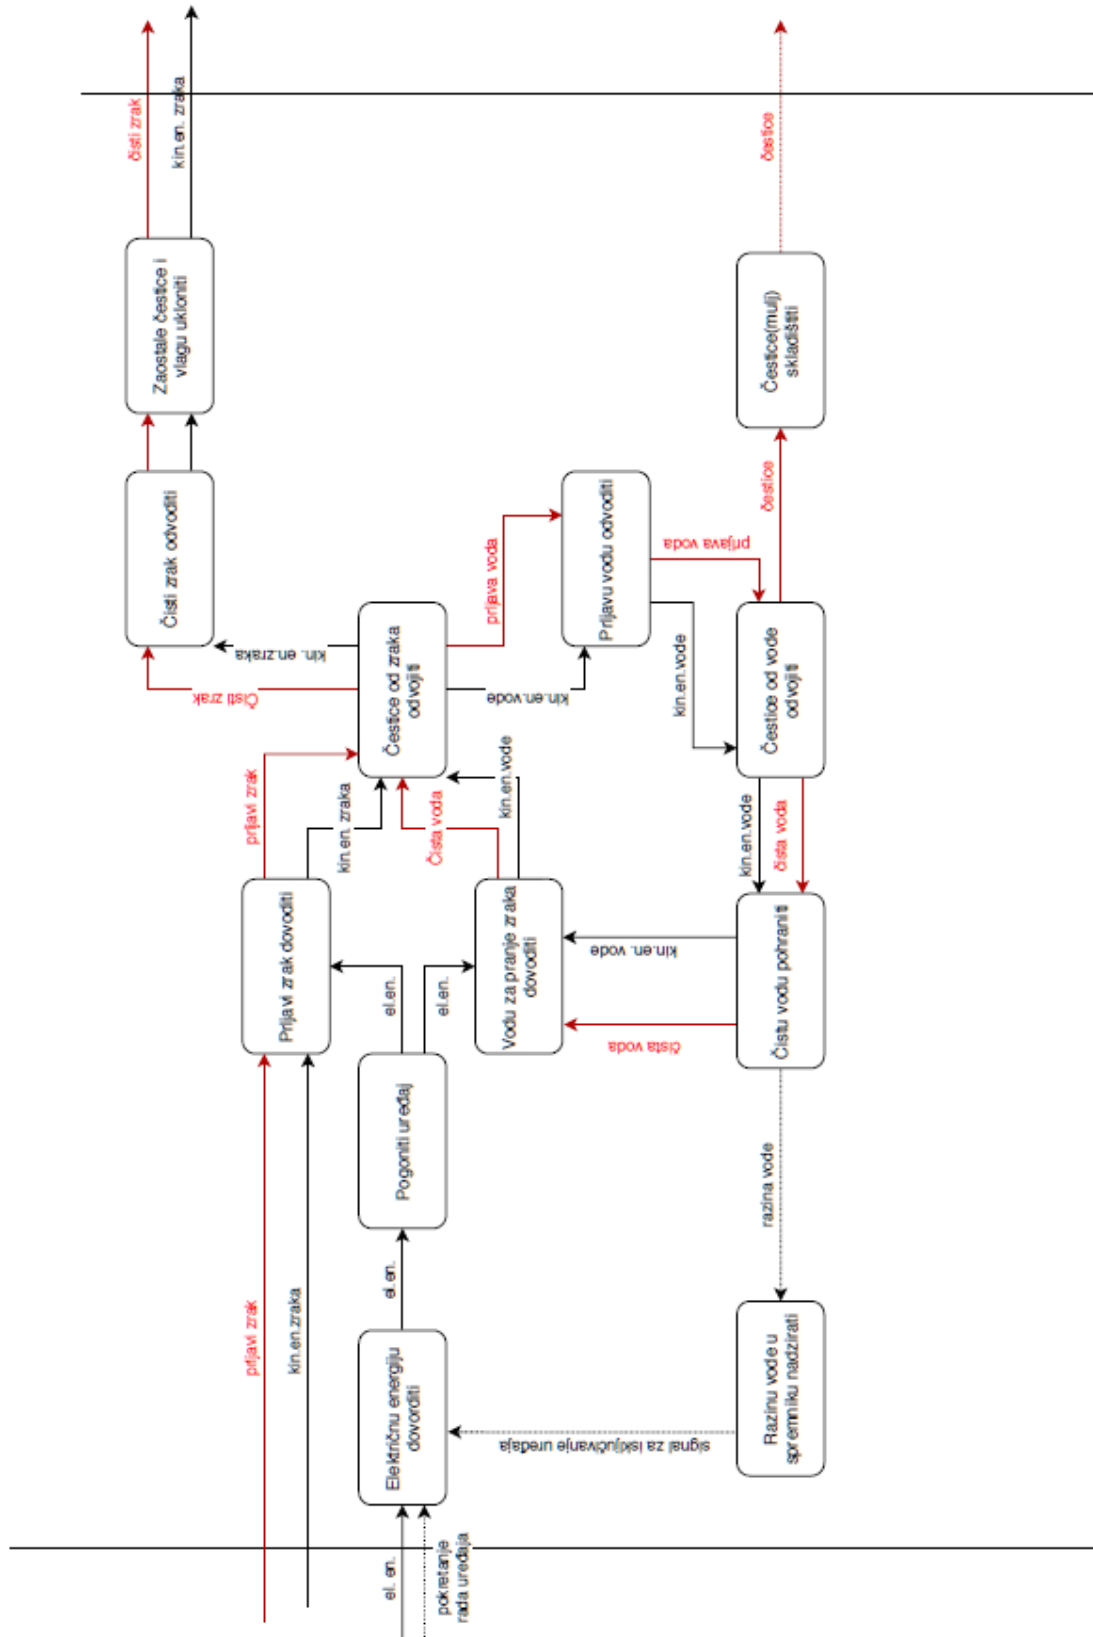 prljavi zrak
kin.en.zraka
el. en.
pokretanje
rada uređaja
Električnu energiju
dovorditi
signal za isključivanje uređaja
Razinu vode u
spremniku nadzirati
el.en.
Pogoniti uređaj
razina vode
el.en.
el.en.
Prljavi zrak dovoditi
Vodu za pranje zraka
dovoditi
čista voda
kin.en. vode
Čistu vodu pohraniti
prljavi zrak
kin.en. zraka
Čista voda
kin.en.vode
kin.en.vode
čista voda
Čestice od zraka
odvojiti
Čisti zrak
kin. en.zraka
kin.en.vode
prljava voda
Čestice od vode
odvojiti
kin.en.vode
prljava voda
Čisti zrak odvoditi
Prljavu vodu odvoditi
čestice
Zaostale čestice i
vlagu ukloniti
Čestice(mulj)
skladištiti
čisti zrak
kin.en. zraka
čestice